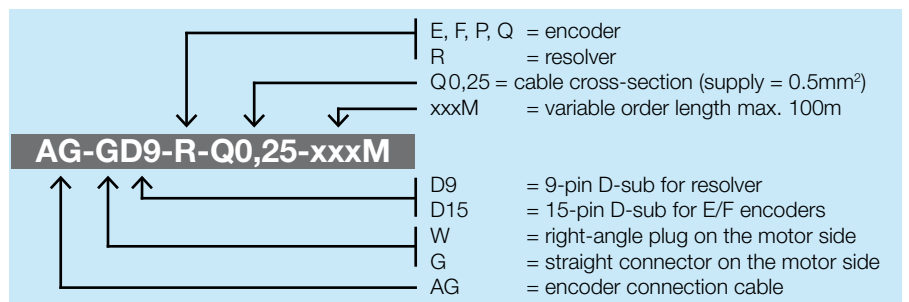 E, F, P, Q = encoder
R = resolver
Q0,25 = cable cross-section (supply = 0.5mm²)
xxxM = variable order length max. 100m
AG-GD9-R-Q0,25-xxxM
D9 = 9-pin D-sub for resolver
D15 = 15-pin D-sub for E/F encoders
W = right-angle plug on the motor side
G = straight connector on the motor side
AG = encoder connection cable